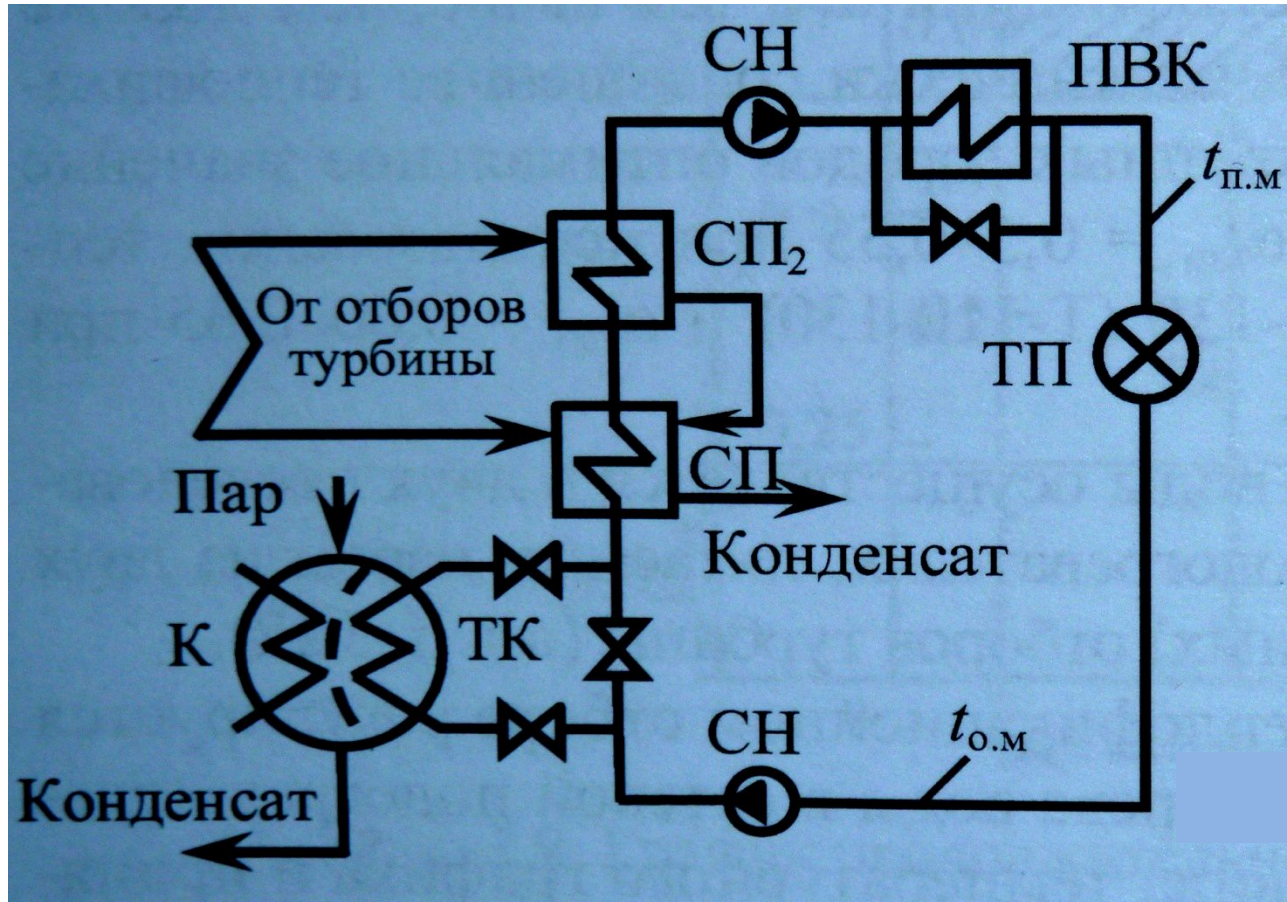 СН
ПВК
tп.м
СП₂
От отборов
турбины
ТП
СП
Пар
Конденсат
К
ТК
СН
tо.м
Конденсат